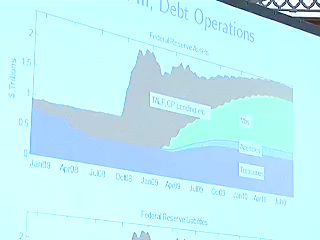 III, Debt Operations
Federal Reserve Assets
$ Trillions
2
1.5
1
0.5
0
TALF, CP Lending, etc.
Mbs
Agencies
Treasuries
Jan08 Apr08 Jul08 Oct08 Jan09 Apr09 Jul09 Oct09 Jan10 Apr10 Jul10
Federal Reserve Liabilities
2